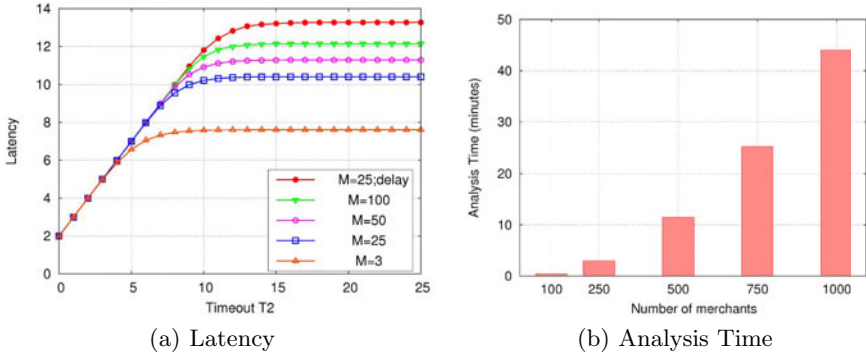 14
12
10
8
6
4
2
0
Latency
M=25;delay
M=100
M=50
M=25
M=3
0 5 10 15 20 25
Timeout T2
(a) Latency
50
40
30
20
10
0
Analysis Time (minutes)
100 250 500 750 1000
Number of merchants
(b) Analysis Time